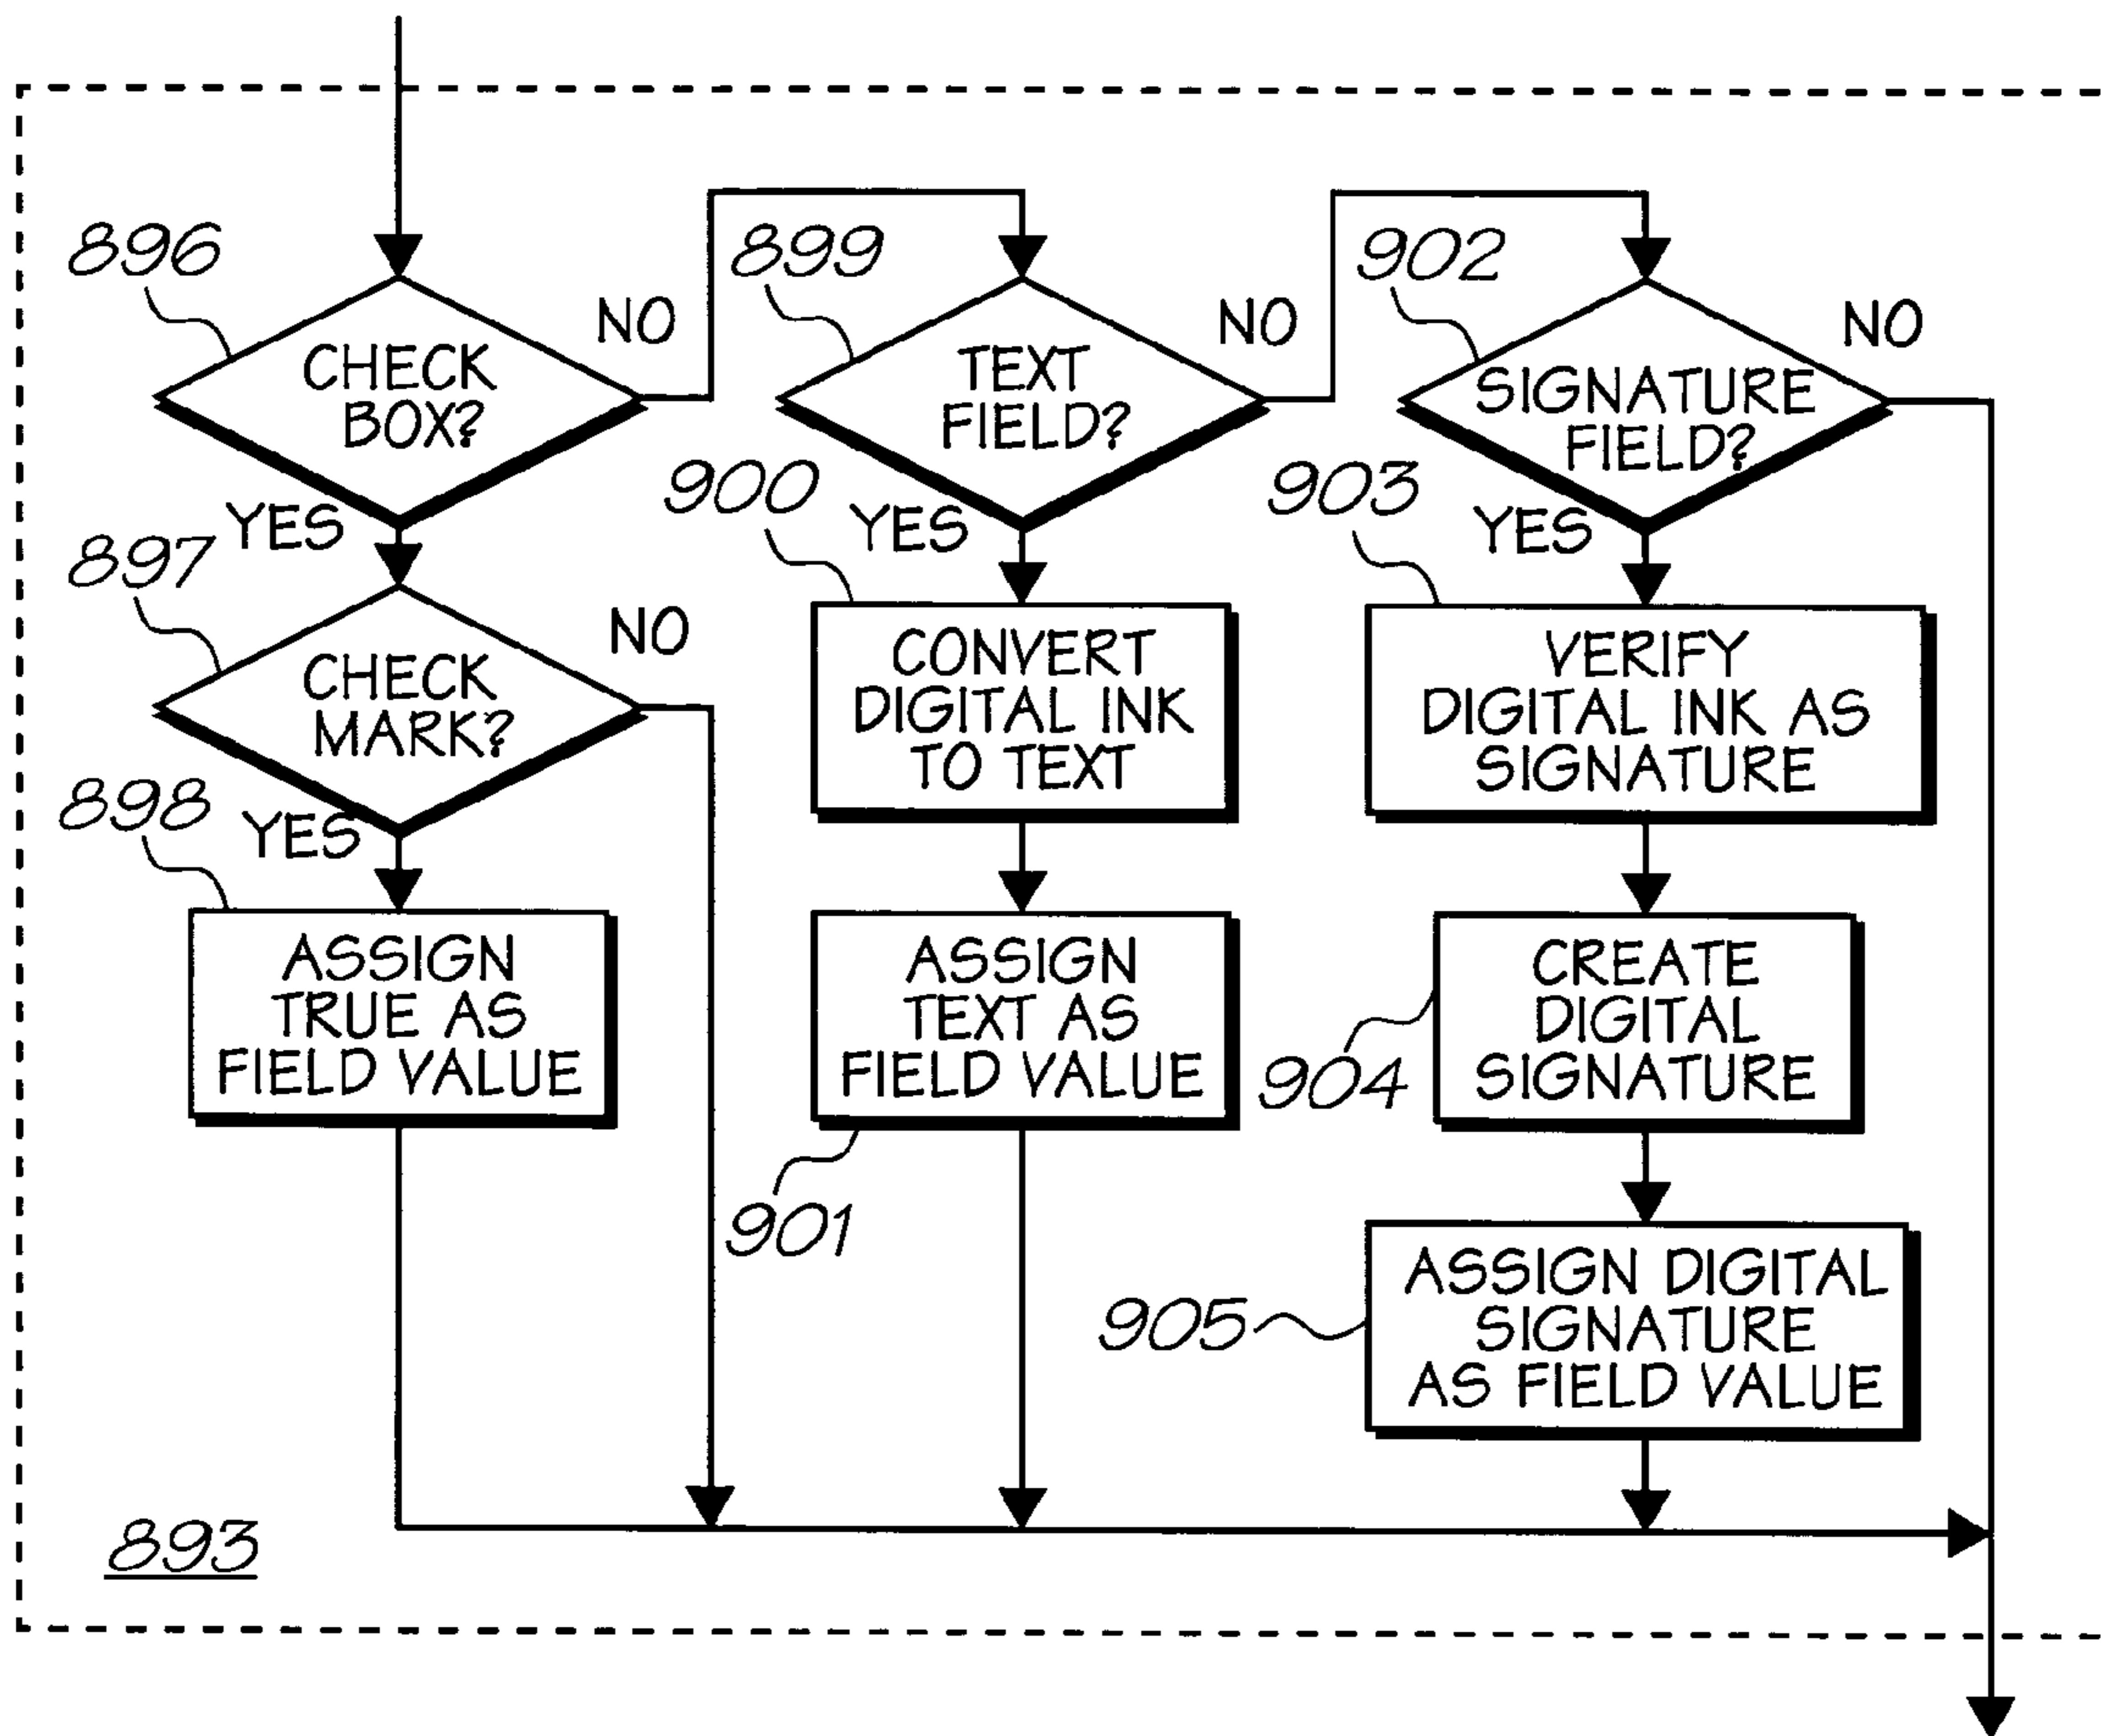 896
CHECK
BOX?
NO
YES
897
CHECK
MARK?
NO
YES
898
ASSIGN
TRUE AS
FIELD VALUE
899
TEXT
FIELD?
NO
YES
900
CONVERT
DIGITAL INK
TO TEXT
ASSIGN
TEXT AS
FIELD VALUE
901
902
SIGNATURE
FIELD?
NO
YES
903
VERIFY
DIGITAL INK AS
SIGNATURE
CREATE
DIGITAL
SIGNATURE
904
ASSIGN DIGITAL
SIGNATURE
AS FIELD VALUE
905
893